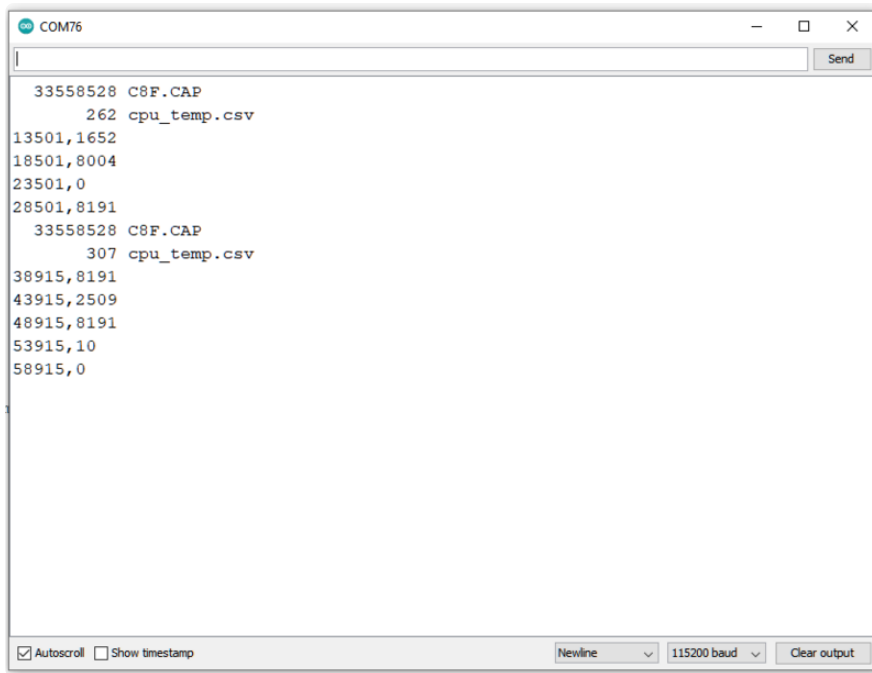 COM76
Send
33558528 C8F.CAP
262 cpu_temp.csv
13501,1652
18501,8004
23501,0
28501,8191
33558528 C8F.CAP
307 cpu_temp.csv
38915,8191
43915,2509
48915,8191
53915,10
58915,0
Autoscroll Show timestamp Newline 115200 baud Clear output